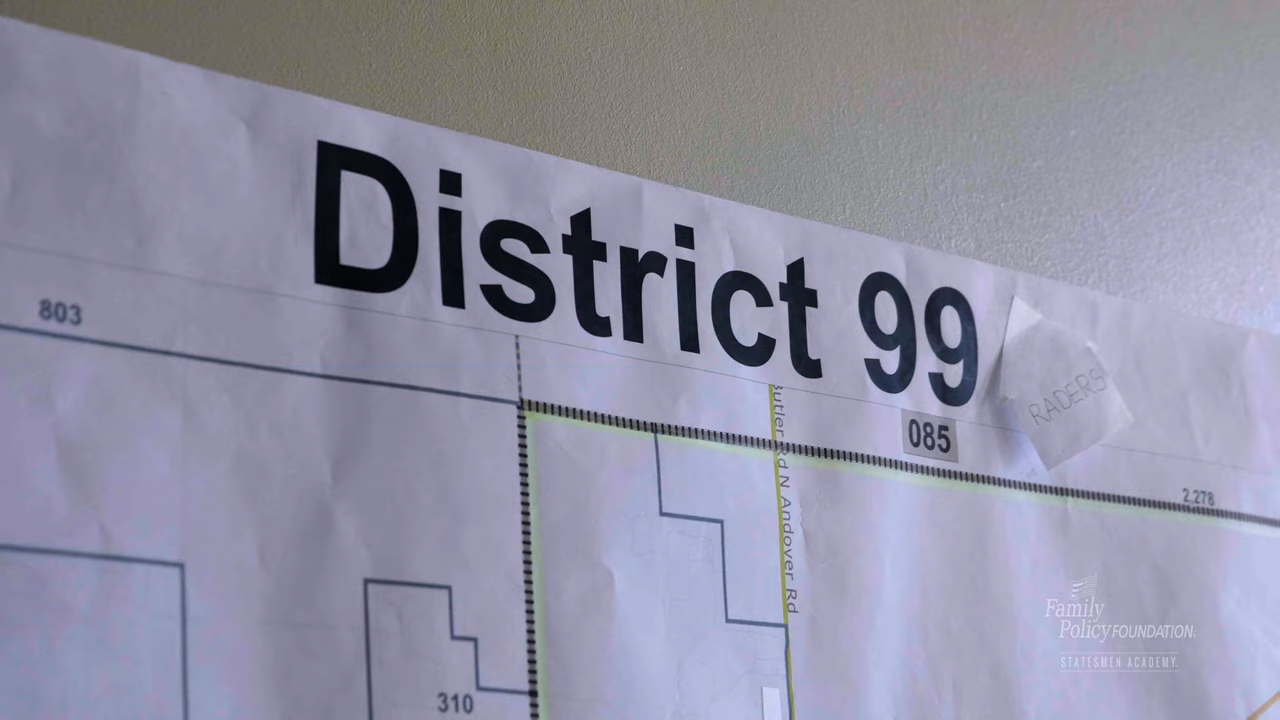 District 99
803
085
RADERS
2,278
Butler Rd N Andover Rd
310
Family
Policy FOUNDATION.
STATESMEN ACADEMY.